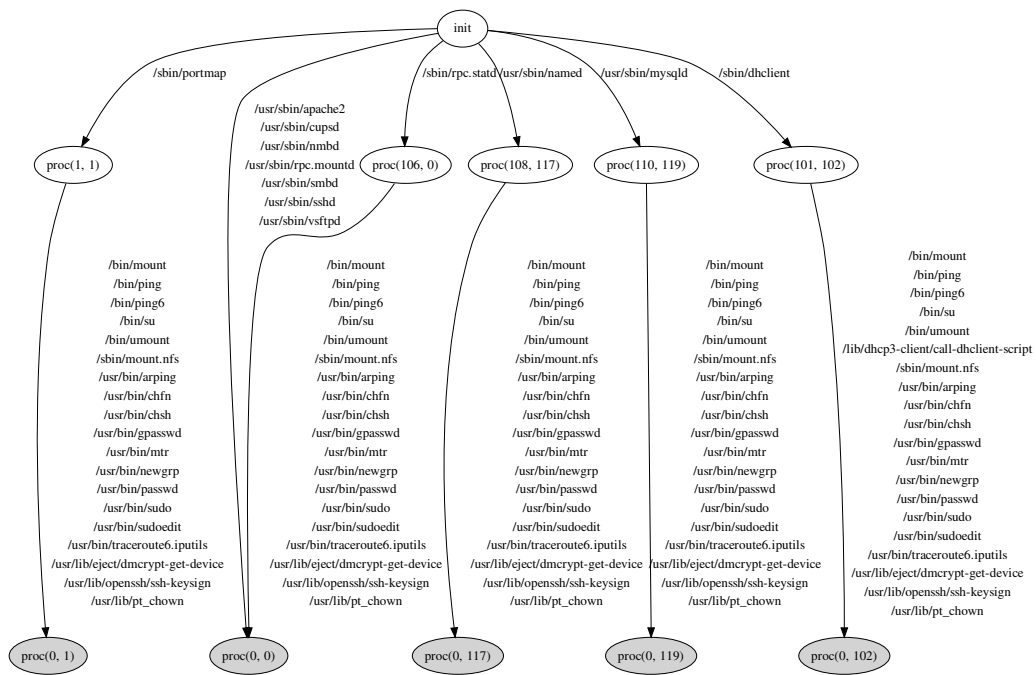 init
/sbin/portmap
/sbin/rpc.statd
/usr/sbin/named
/usr/sbin/mysqld
/sbin/dhclient
/usr/sbin/apache2
/usr/sbin/cupsd
/usr/sbin/nmbd
/usr/sbin/rpc.mountd
/usr/sbin/smbd
/usr/sbin/sshd
/usr/sbin/vsftpd
proc(1, 1)
proc(106, 0)
proc(108, 117)
proc(110, 119)
proc(101, 102)
/bin/mount
/bin/ping
/bin/ping6
/bin/su
/bin/umount
/sbin/mount.nfs
/usr/bin/arping
/usr/bin/chfn
/usr/bin/chsh
/usr/bin/gpasswd
/usr/bin/mtr
/usr/bin/newgrp
/usr/bin/passwd
/usr/bin/sudo
/usr/bin/sudoedit
/usr/bin/traceroute6.iputils
/usr/lib/eject/dmcrypt-get-device
/usr/lib/openssh/ssh-keysign
/usr/lib/pt_chown
/bin/mount
/bin/ping
/bin/ping6
/bin/su
/bin/umount
/sbin/mount.nfs
/usr/bin/arping
/usr/bin/chfn
/usr/bin/chsh
/usr/bin/gpasswd
/usr/bin/mtr
/usr/bin/newgrp
/usr/bin/passwd
/usr/bin/sudo
/usr/bin/sudoedit
/usr/bin/traceroute6.iputils
/usr/lib/eject/dmcrypt-get-device
/usr/lib/openssh/ssh-keysign
/usr/lib/pt_chown
/bin/mount
/bin/ping
/bin/ping6
/bin/su
/bin/umount
/sbin/mount.nfs
/usr/bin/arping
/usr/bin/chfn
/usr/bin/chsh
/usr/bin/gpasswd
/usr/bin/mtr
/usr/bin/newgrp
/usr/bin/passwd
/usr/bin/sudo
/usr/bin/sudoedit
/usr/bin/traceroute6.iputils
/usr/lib/eject/dmcrypt-get-device
/usr/lib/openssh/ssh-keysign
/usr/lib/pt_chown
/bin/mount
/bin/ping
/bin/ping6
/bin/su
/bin/umount
/sbin/mount.nfs
/usr/bin/arping
/usr/bin/chfn
/usr/bin/chsh
/usr/bin/gpasswd
/usr/bin/mtr
/usr/bin/newgrp
/usr/bin/passwd
/usr/bin/sudo
/usr/bin/sudoedit
/usr/bin/traceroute6.iputils
/usr/lib/eject/dmcrypt-get-device
/usr/lib/openssh/ssh-keysign
/usr/lib/pt_chown
/bin/mount
/bin/ping
/bin/ping6
/bin/su
/bin/umount
/lib/dhcp3-client/call-dhclient-script
/sbin/mount.nfs
/usr/bin/arping
/usr/bin/chfn
/usr/bin/chsh
/usr/bin/gpasswd
/usr/bin/mtr
/usr/bin/newgrp
/usr/bin/passwd
/usr/bin/sudo
/usr/bin/sudoedit
/usr/bin/traceroute6.iputils
/usr/lib/eject/dmcrypt-get-device
/usr/lib/openssh/ssh-keysign
/usr/lib/pt_chown
proc(0, 1)
proc(0, 0)
proc(0, 117)
proc(0, 119)
proc(0, 102)